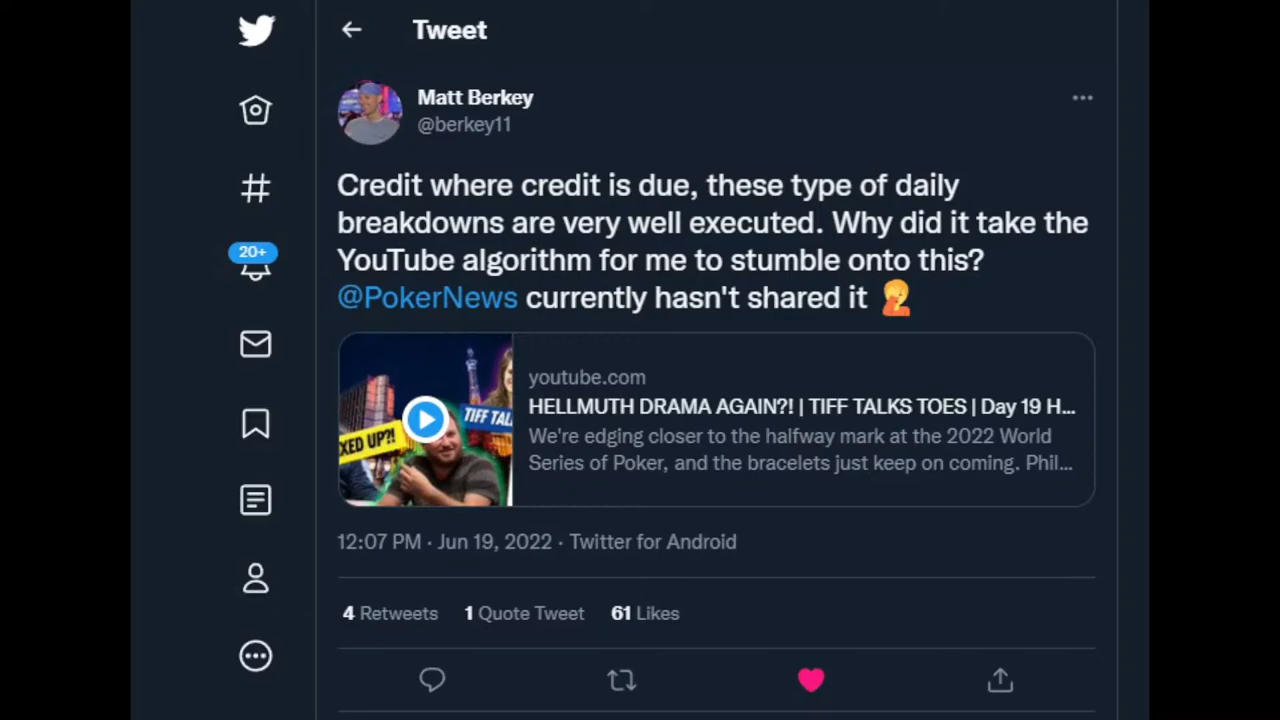 Tweet
Matt Berkey
@berkey11
Credit where credit is due, these type of daily
breakdowns are very well executed. Why did it take the
YouTube algorithm for me to stumble onto this?
@PokerNews currently hasn't shared it 🤦
20+
youtube.com
HELLMUTH DRAMA AGAIN?! | TIFF TALKS TOES | Day 19 H...
We're edging closer to the halfway mark at the 2022 World
Series of Poker, and the bracelets just keep on coming. Phil...
XED UP?!
TIFF TAL
12:07 PM · Jun 19, 2022 · Twitter for Android
4 Retweets 1 Quote Tweet 61 Likes